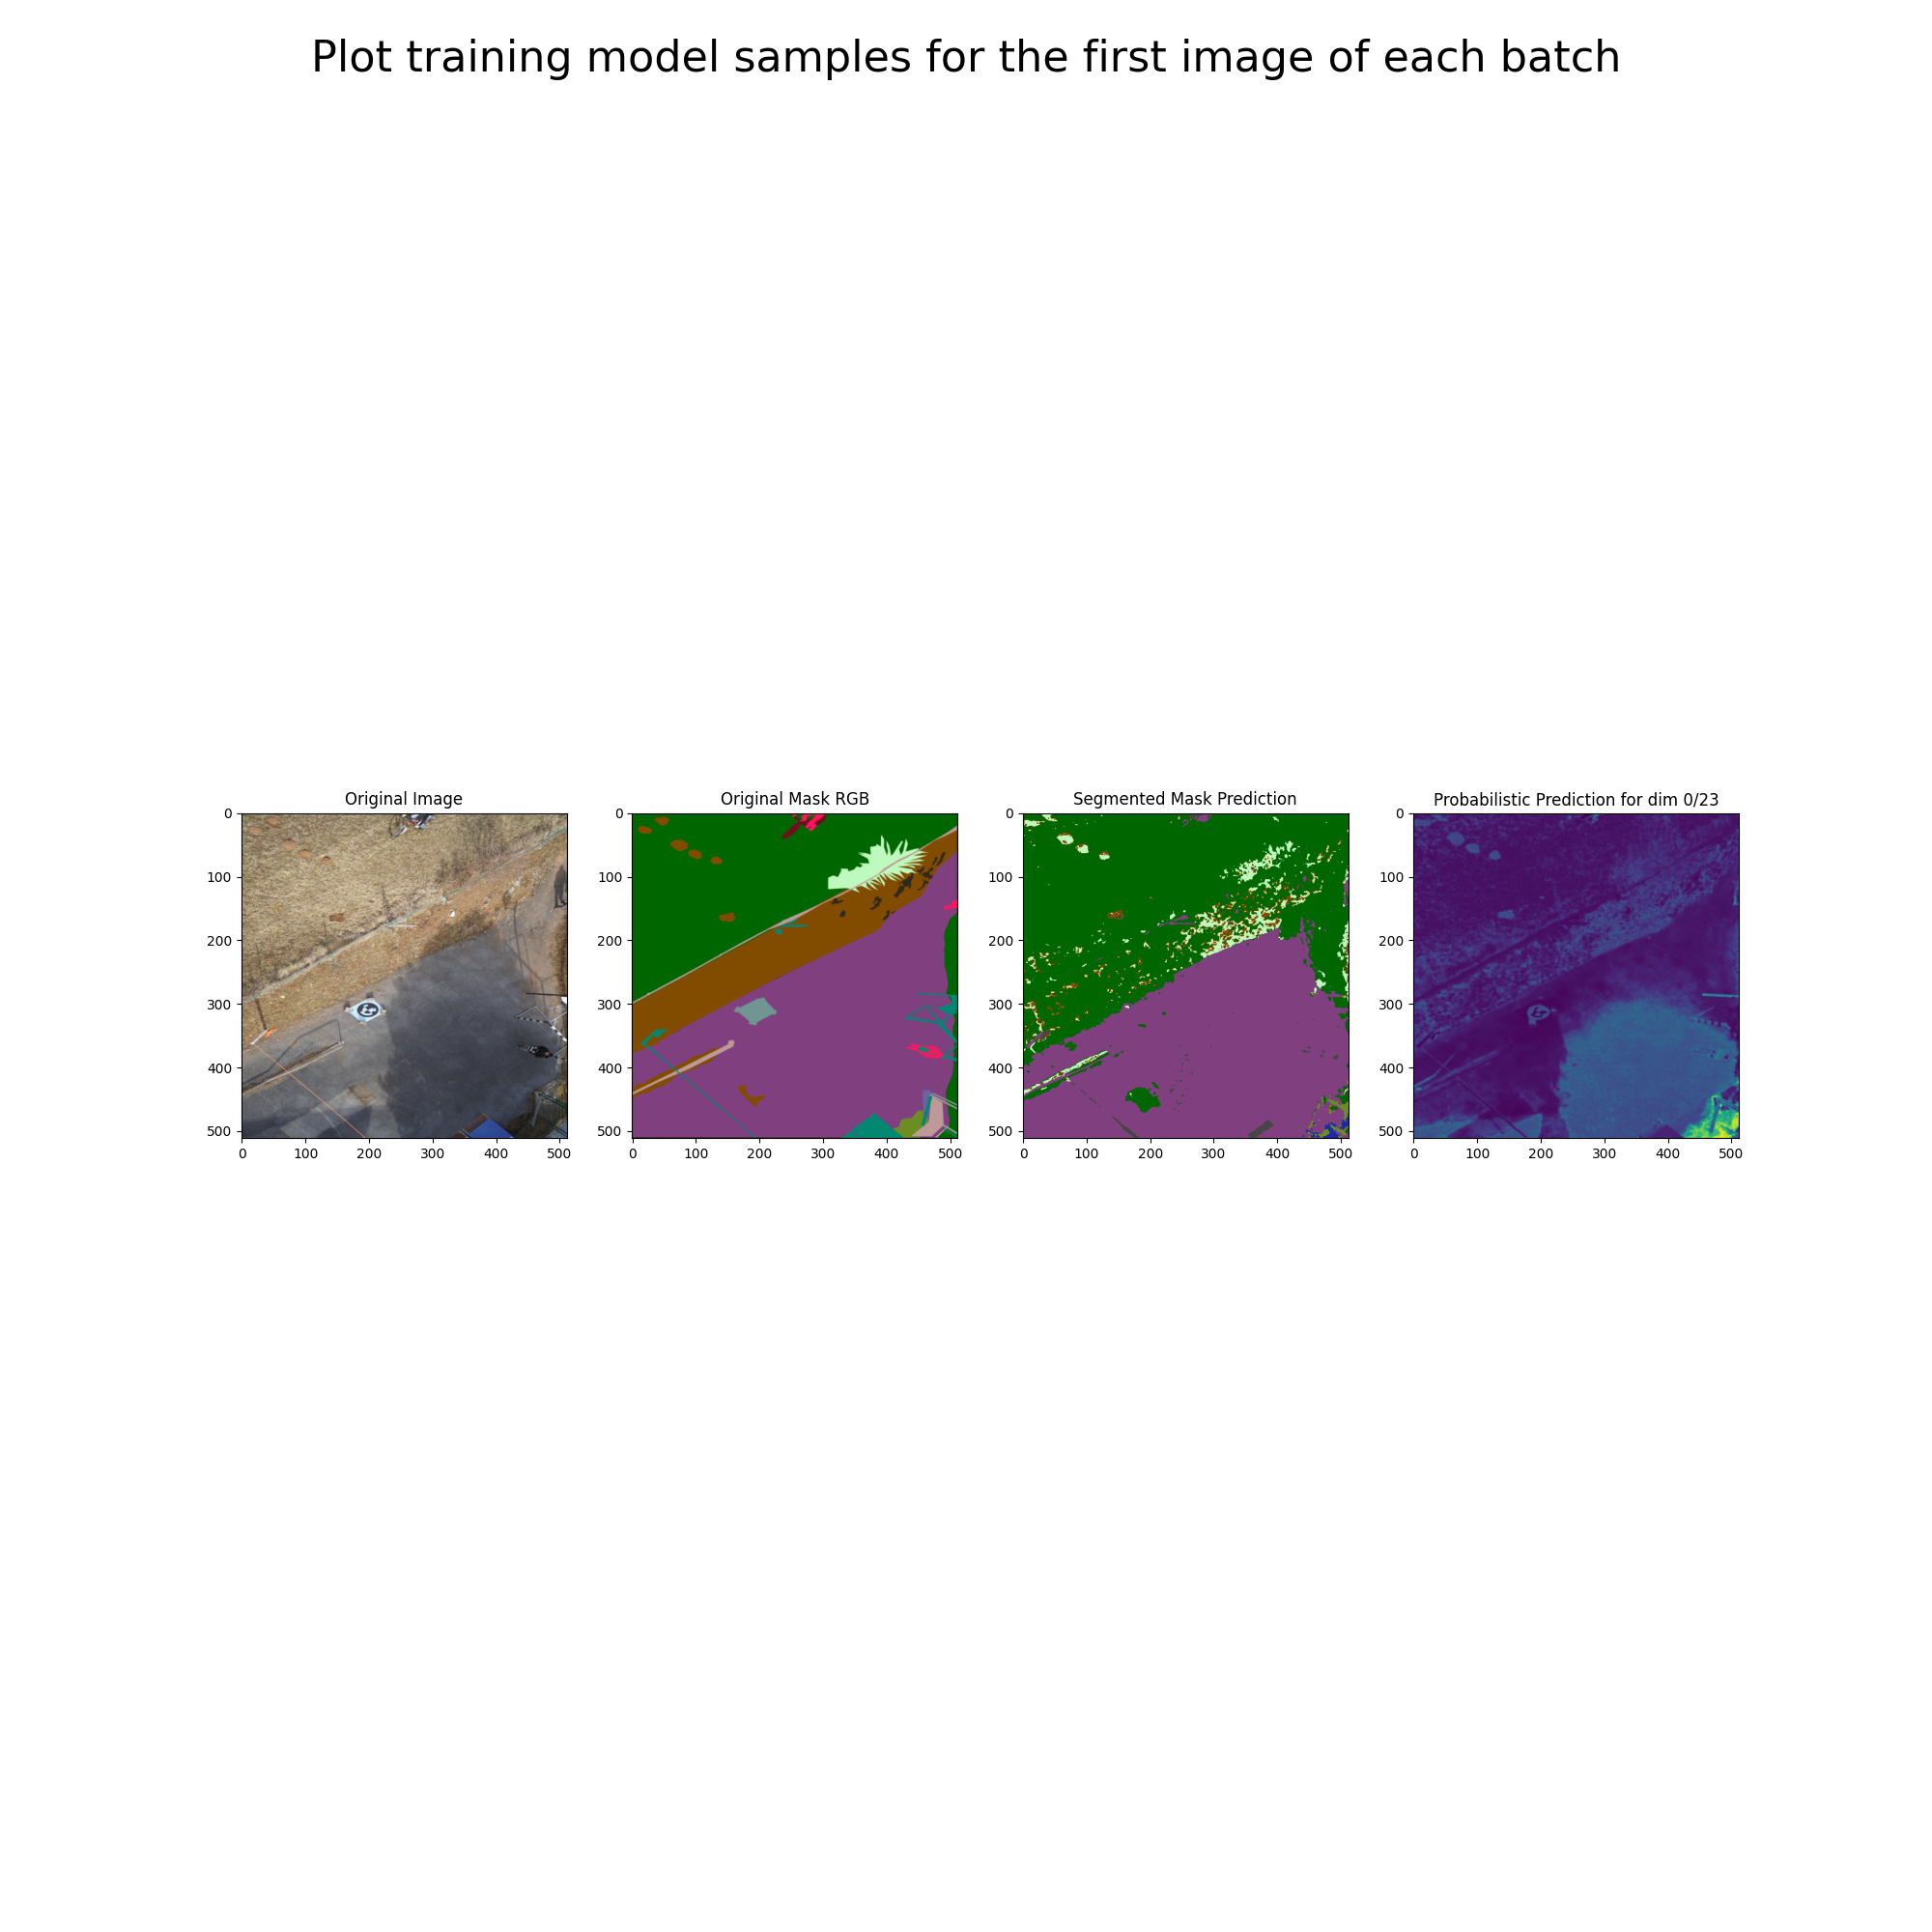 Plot training model samples for the first image of each batch
Original Image
Original Mask RGB
Segmented Mask Prediction
Probabilistic Prediction for dim 0/23
0
100
200
300
400
500
0 100 200 300 400 500
0
100
200
300
400
500
0 100 200 300 400 500
0
100
200
300
400
500
0 100 200 300 400 500
0
100
200
300
400
500
0 100 200 300 400 500